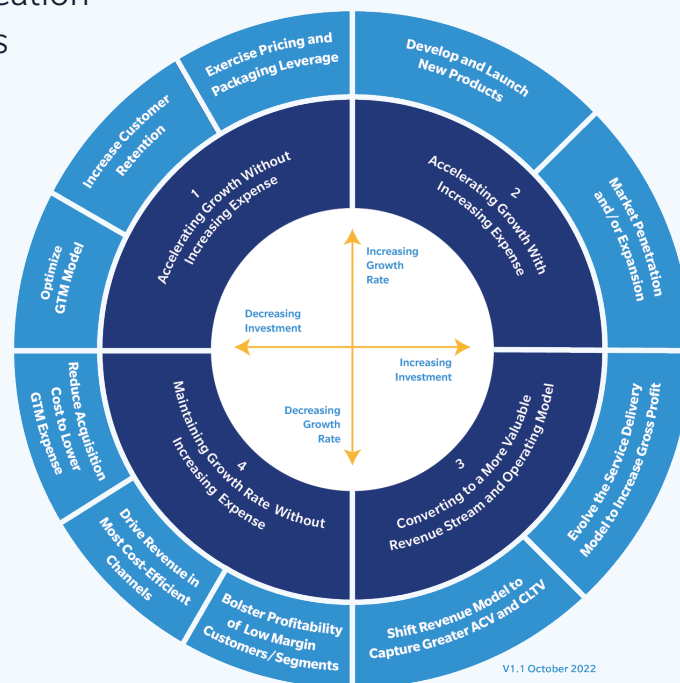 Exercise Pricing and
Packaging Leverage
Develop and Launch
New Products
Increase Customer
Retention
Market Penetration
and/or Expansion
Optimize
GTM Model
1
Accelerating Growth Without
Increasing Expense
2
Accelerating Growth With
Increasing Expense
Increasing
Growth
Rate
Decreasing
Investment
Increasing
Investment
Decreasing
Growth
Rate
Reduce Acquisition
Cost to Lower
GTM Expense
4
Maintaining Growth Rate Without
Increasing Expense
3
Converting to a More Valuable
Revenue Stream and Operating Model
Evolve the Service Delivery
Model to Increase Gross Profit
Drive Revenue in
Most Cost-Efficient
Channels
Bolster Profitability
of Low Margin
Customers/Segments
Shift Revenue Model to
Capture Greater ACV and CLTV
V1.1 October 2022